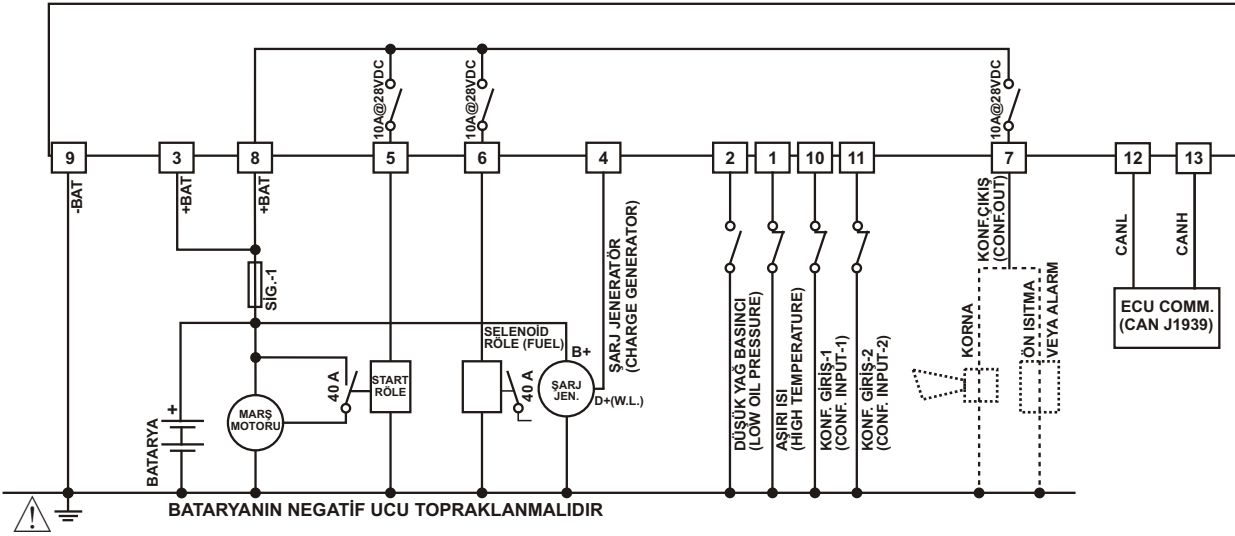 10A@28VDC
10A@28VDC
10A@28VDC
9
3
8
5
6
4
2
1
10
11
7
12
13
-BAT
+BAT
+BAT
SİG.-1
ŞARJ JENERATÖR
(CHARGE GENERATOR)
KONF.ÇIKIŞ
(CONF.OUT)
CANL
CANH
ECU COMM.
(CAN J1939)
SELENOİD
RÖLE (FUEL)
B+
ŞARJ
JEN.
D+(W.L.)
40 A
START
RÖLE
40 A
MARŞ
MOTORU
BATARYA
+
DÜŞÜK YAĞ BASINCI
(LOW OIL PRESSURE)
AŞIRI ISI
(HIGH TEMPERATURE)
KONF. GİRİŞ-1
(CONF. INPUT-1)
KONF. GİRİŞ-2
(CONF. INPUT-2)
KORNA
ÖN ISITMA
VEYA ALARM
!
BATARYANIN NEGATİF UCU TOPRAKLANMALIDIR